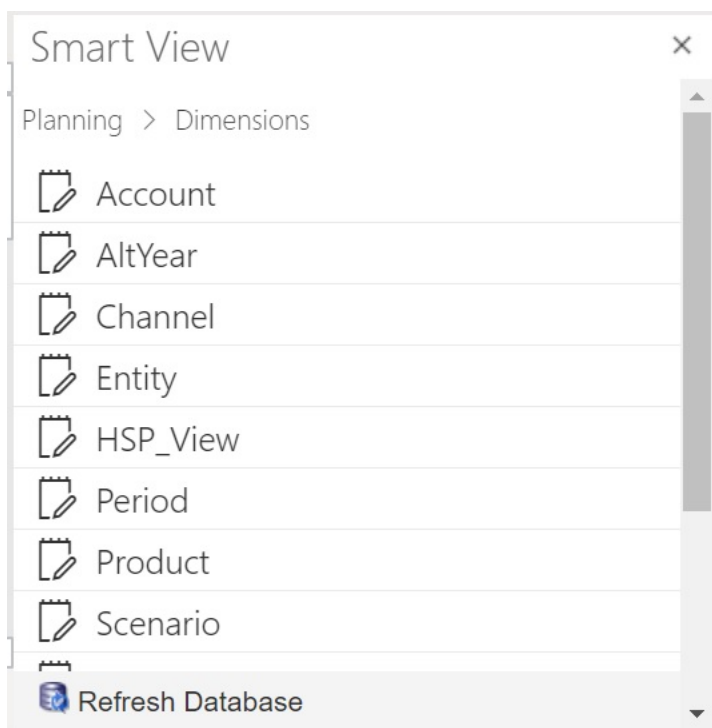 Smart View
Planning > Dimensions
Account
AltYear
Channel
Entity
HSP_View
Period
Product
Scenario
Refresh Database